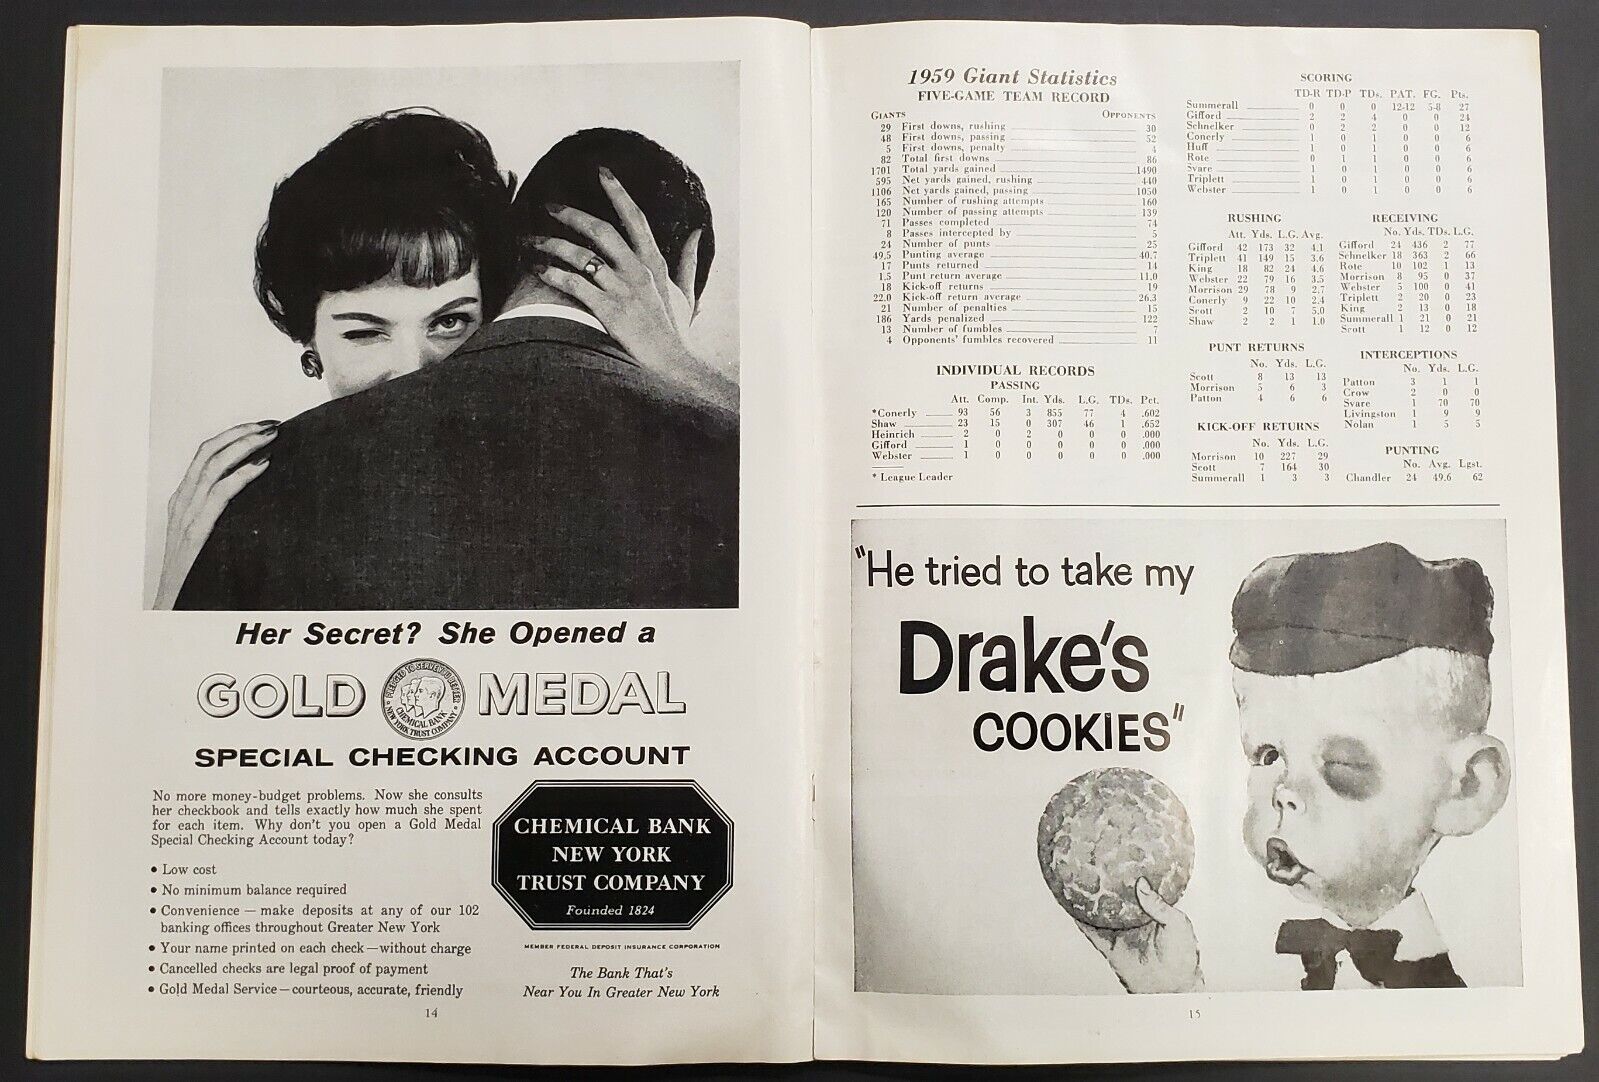 Her Secret? She Opened a
GOLD MEDAL
CHEMICAL BANK
NEW YORK TRUST COMPANY
SPECIAL CHECKING ACCOUNT
No more money-budget problems. Now she consults
her checkbook and tells exactly how much she spent
for each item. Why don't you open a Gold Medal
Special Checking Account today?
• Low cost
• No minimum balance required
• Convenience — make deposits at any of our 102
banking offices throughout Greater New York
• Your name printed on each check—without charge
• Cancelled checks are legal proof of payment
• Gold Medal Service—courteous, accurate, friendly
CHEMICAL BANK
NEW YORK
TRUST COMPANY
Founded 1824
MEMBER FEDERAL DEPOSIT INSURANCE CORPORATION
The Bank That's
Near You In Greater New York
14
1959 Giant Statistics
FIVE-GAME TEAM RECORD
GIANTS OPPONENTS
29 First downs, rushing 30
48 First downs, passing 52
5 First downs, penalty 4
82 Total first downs 86
1701 Total yards gained 1490
595 Net yards gained, rushing 440
1106 Net yards gained, passing 1050
165 Number of rushing attempts 160
120 Number of passing attempts 139
71 Passes completed 74
8 Passes intercepted by 5
24 Number of punts 25
49.5 Punting average 40.7
17 Punts returned 14
1.5 Punt return average 11.0
18 Kick-off returns 19
22.0 Kick-off return average 26.3
21 Number of penalties 15
186 Yards penalized 122
13 Number of fumbles 7
4 Opponents' fumbles recovered 11
INDIVIDUAL RECORDS
PASSING
Att. Comp. Int. Yds. L.G. TDs. Pct.
*Conerly 93 56 3 855 77 4 .602
Shaw 23 15 0 307 46 1 .652
Heinrich 2 0 2 0 0 0 .000
Gifford 1 0 0 0 0 0 .000
Webster 1 0 0 0 0 0 .000
* League Leader
SCORING
TD-R TD-P TDs. PAT. FG. Pts.
Summerall 0 0 0 12-12 5-8 27
Gifford 2 2 4 0 0 24
Schnelker 0 2 2 0 0 12
Conerly 1 0 1 0 0 6
Huff 1 0 1 0 0 6
Rote 0 1 1 0 0 6
Svare 1 0 1 0 0 6
Triplett 1 0 1 0 0 6
Webster 1 0 1 0 0 6
RUSHING
Att. Yds. L.G. Avg.
Gifford 42 173 32 4.1
Triplett 41 149 15 3.6
King 18 82 24 4.6
Webster 22 79 16 3.5
Morrison 29 78 9 2.7
Conerly 9 22 10 2.4
Scott 2 10 7 5.0
Shaw 2 2 1 1.0
RECEIVING
No. Yds. TDs. L.G.
Gifford 24 436 2 77
Schnelker 18 363 2 66
Rote 10 102 1 13
Morrison 8 95 0 37
Webster 5 100 0 41
Triplett 2 20 0 23
King 2 13 0 18
Summerall 1 21 0 21
Scott 1 12 0 12
PUNT RETURNS
No. Yds. L.G.
Scott 8 13 13
Morrison 5 6 3
Patton 4 6 6
INTERCEPTIONS
No. Yds. L.G.
Patton 3 1 1
Crow 2 0 0
Svare 1 70 70
Livingston 1 9 9
Nolan 1 5 5
KICK-OFF RETURNS
No. Yds. L.G.
Morrison 10 227 29
Scott 7 164 30
Summerall 1 3 3
PUNTING
No. Avg. Lgst.
Chandler 24 49.6 62
"He tried to take my
Drake's
COOKIES"
15